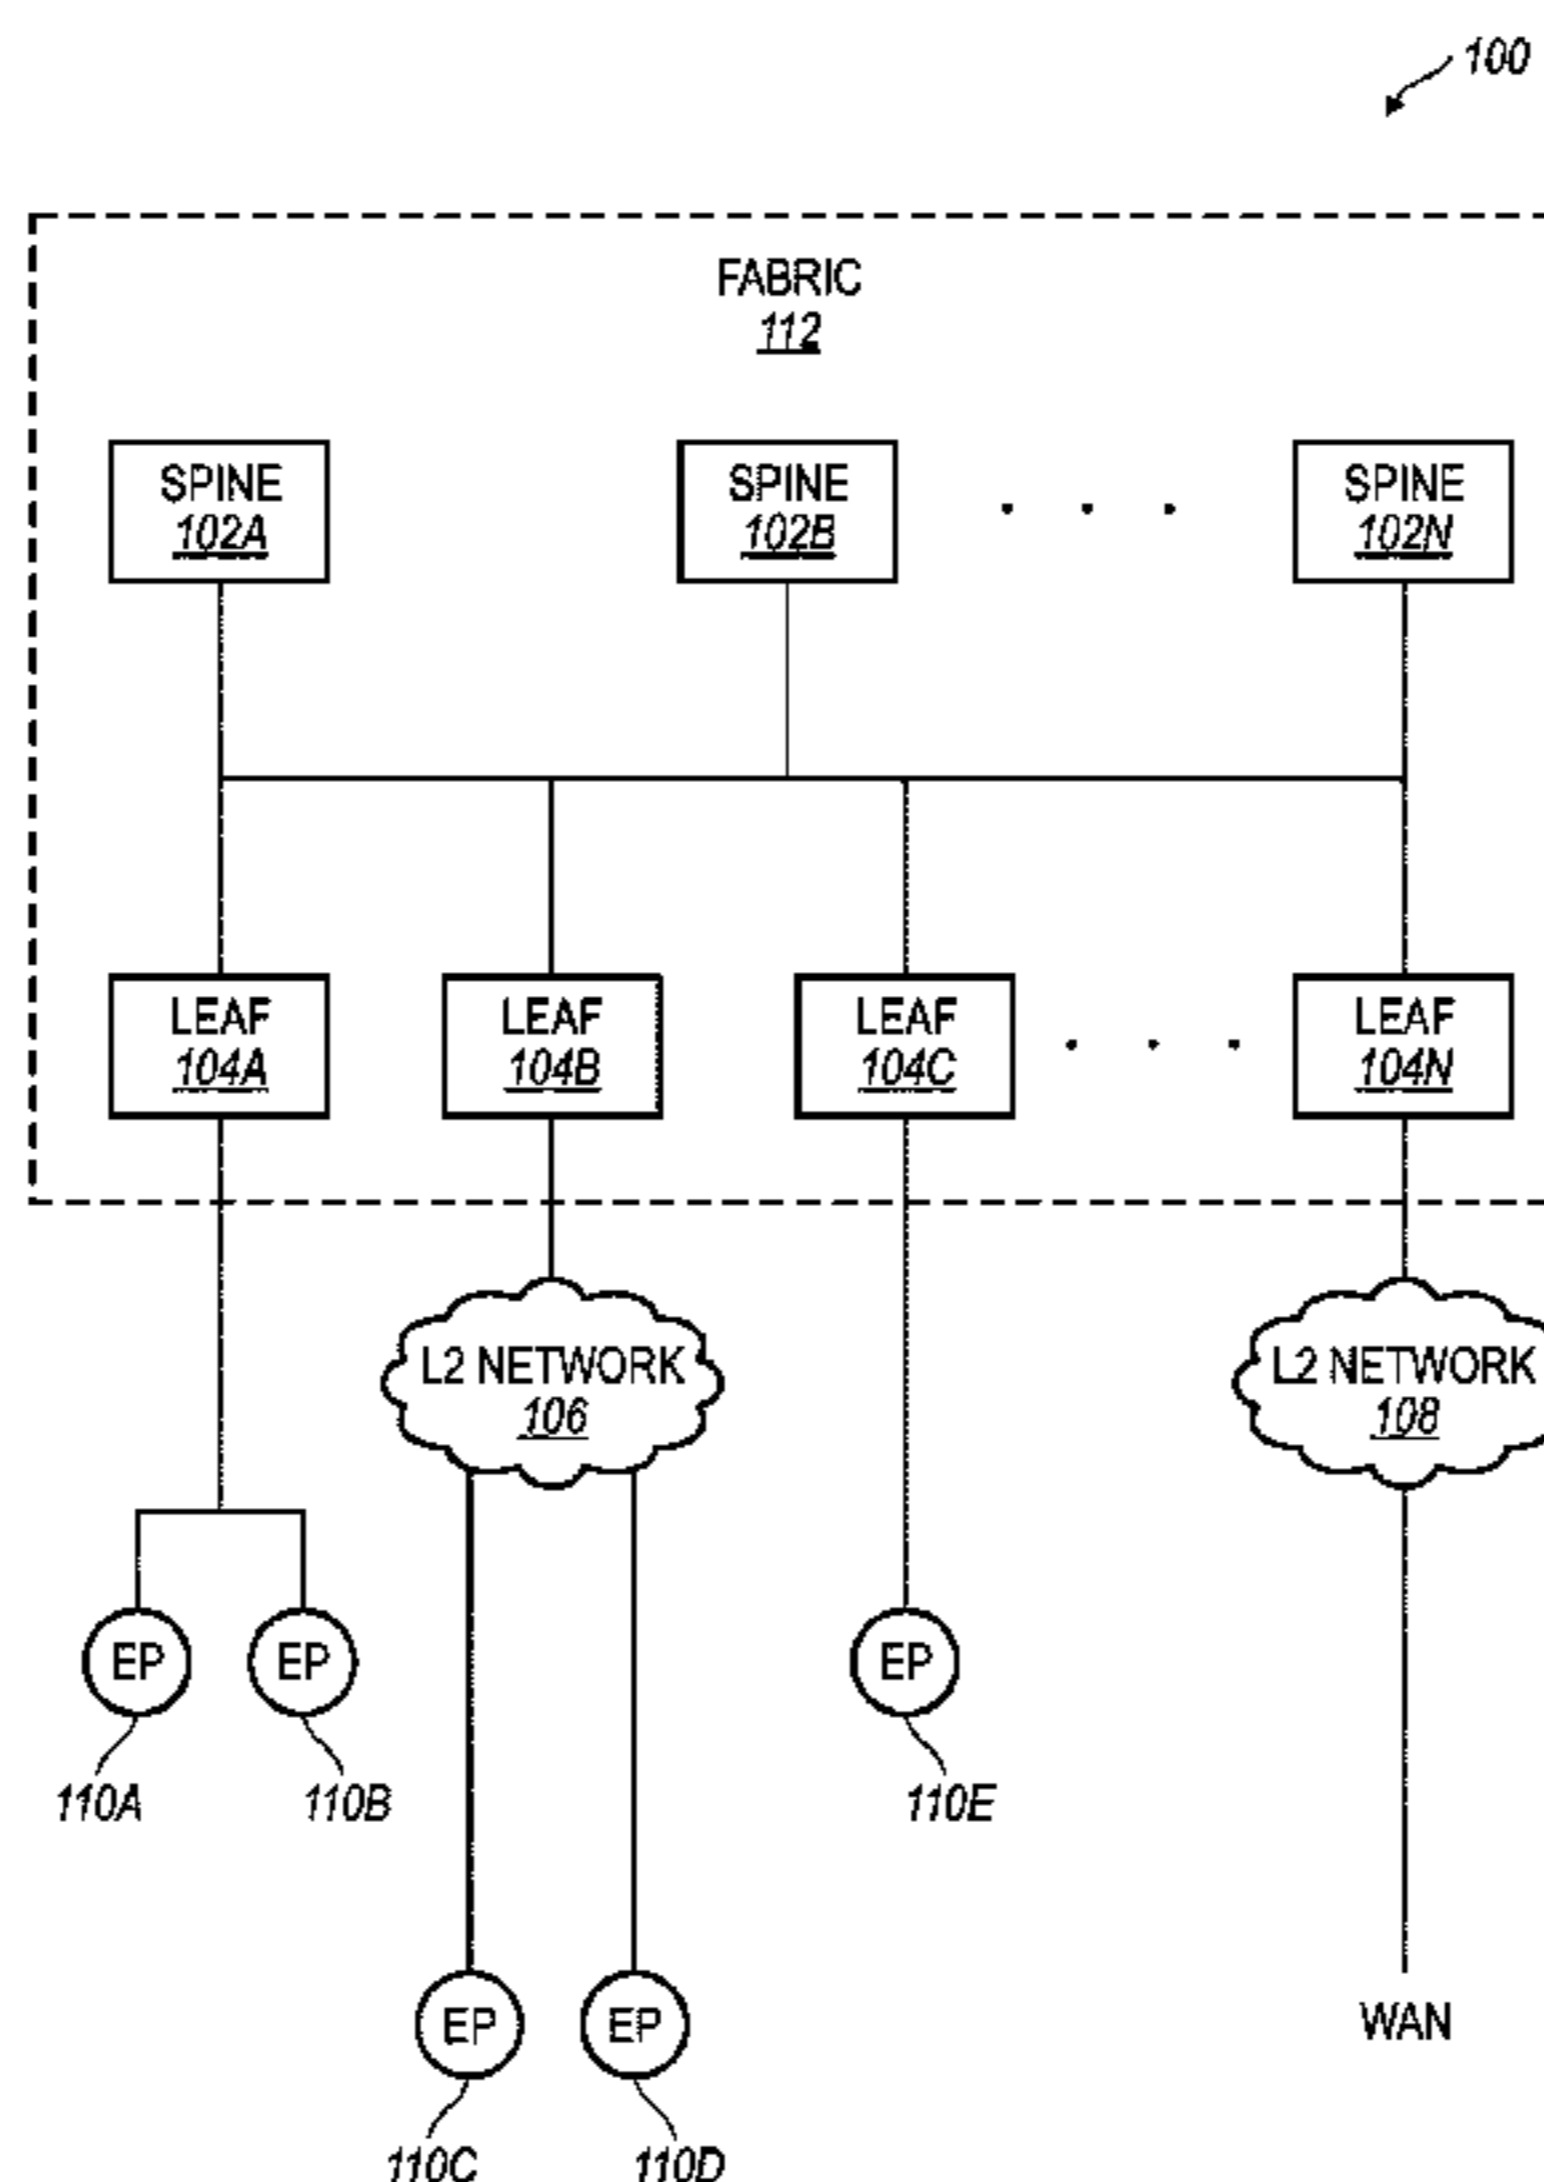 100
FABRIC
112
SPINE
102A
SPINE
102B
SPINE
102N
LEAF
104A
LEAF
104B
LEAF
104C
LEAF
104N
L2 NETWORK
106
L2 NETWORK
108
EP
EP
EP
110A
110B
110E
EP
EP
WAN
110C
110D